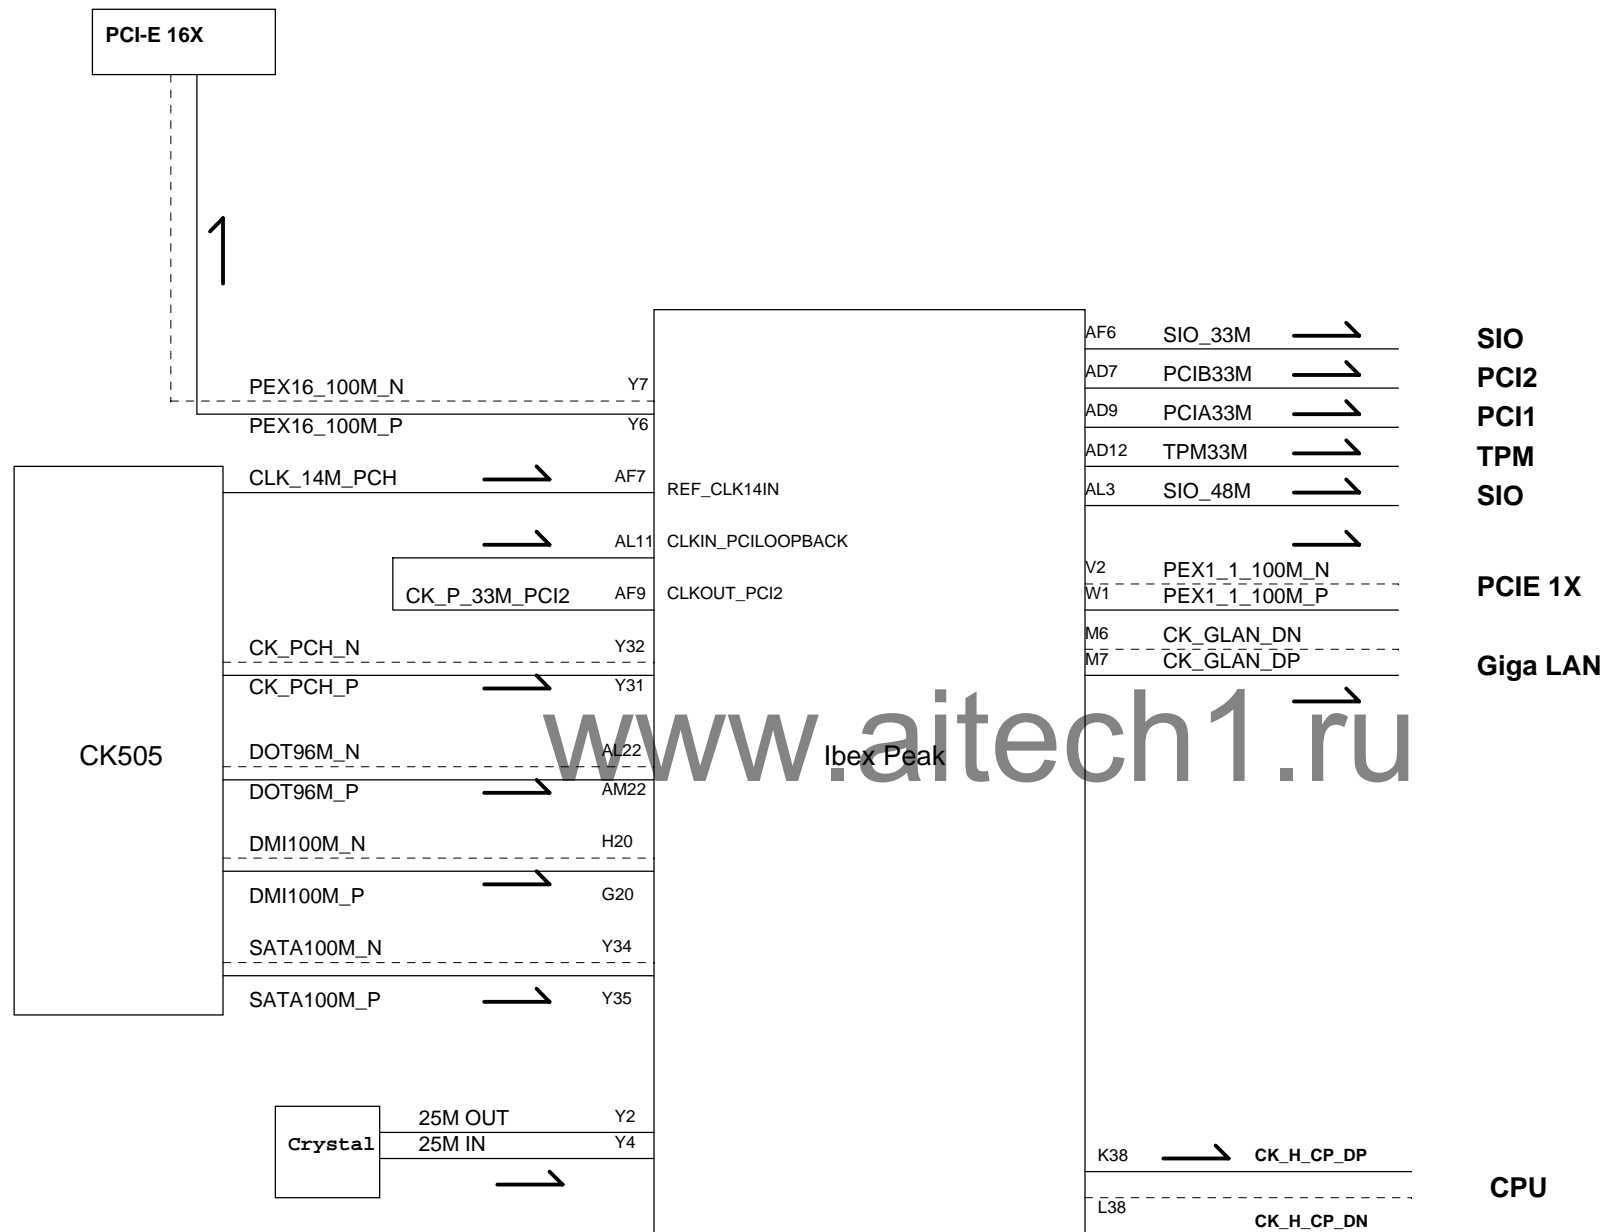 PCI-E 16X
PEX16_100M_N Y7
PEX16_100M_P Y6
CLK_14M_PCH AF7 REF_CLK14IN
AL11 CLKIN_PCILOOPBACK
CK_P_33M_PCI2 AF9 CLKOUT_PCI2
CK_PCH_N Y32
CK_PCH_P Y31
CK505
DOT96M_N AL22
DOT96M_P AM22
DMI100M_N H20
DMI100M_P G20
SATA100M_N Y34
SATA100M_P Y35
Crystal
25M OUT Y2
25M IN Y4
Ibex Peak
www.aitech1.ru
AF6 SIO_33M SIO
AD7 PCIB33M PCI2
AD9 PCIA33M PCI1
AD12 TPM33M TPM
AL3 SIO_48M SIO
V2 PEX1_1_100M_N
W1 PEX1_1_100M_P
PCIE 1X
M6 CK_GLAN_DN
M7 CK_GLAN_DP
Giga LAN
K38 CK_H_CP_DP
CPU
L38
CK_H_CP_DN